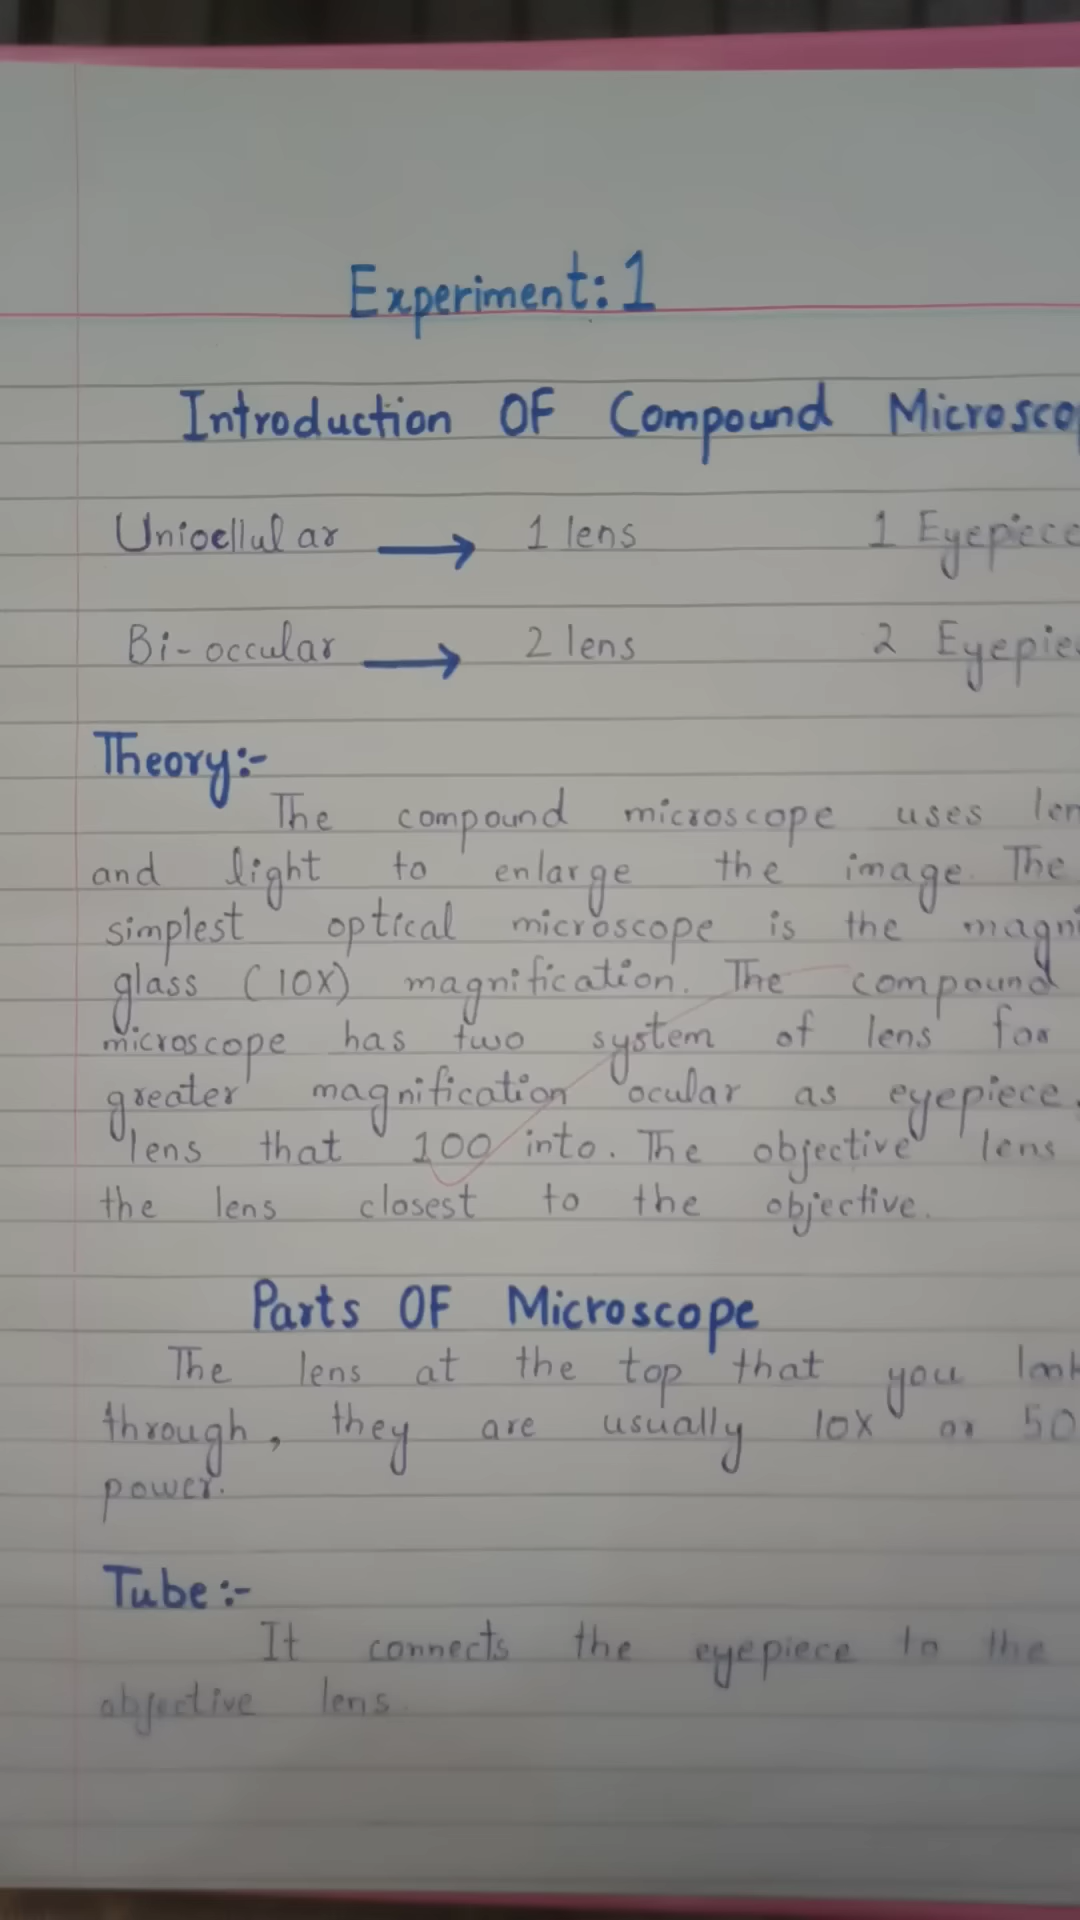 Experiment: 1
Introduction OF Compound Microscop
Uniocllular → 1 lens 1 Eyepiece
Bi-occular → 2 lens 2 Eyepie
Theory:-
The compound microscope uses len
and light to enlarge the image. The
simplest optical microscope is the magni
glass (10X) magnification. The compound
microscope has two system of lens for
greater magnification ocular as eyepiece.
lens that 100 into. The objective lens
the lens closest to the objective.
Parts OF Microscope
The lens at the top that you look
through, they are usually 10X or 50
power.
Tube:-
It connects the eyepiece to the
objective lens.